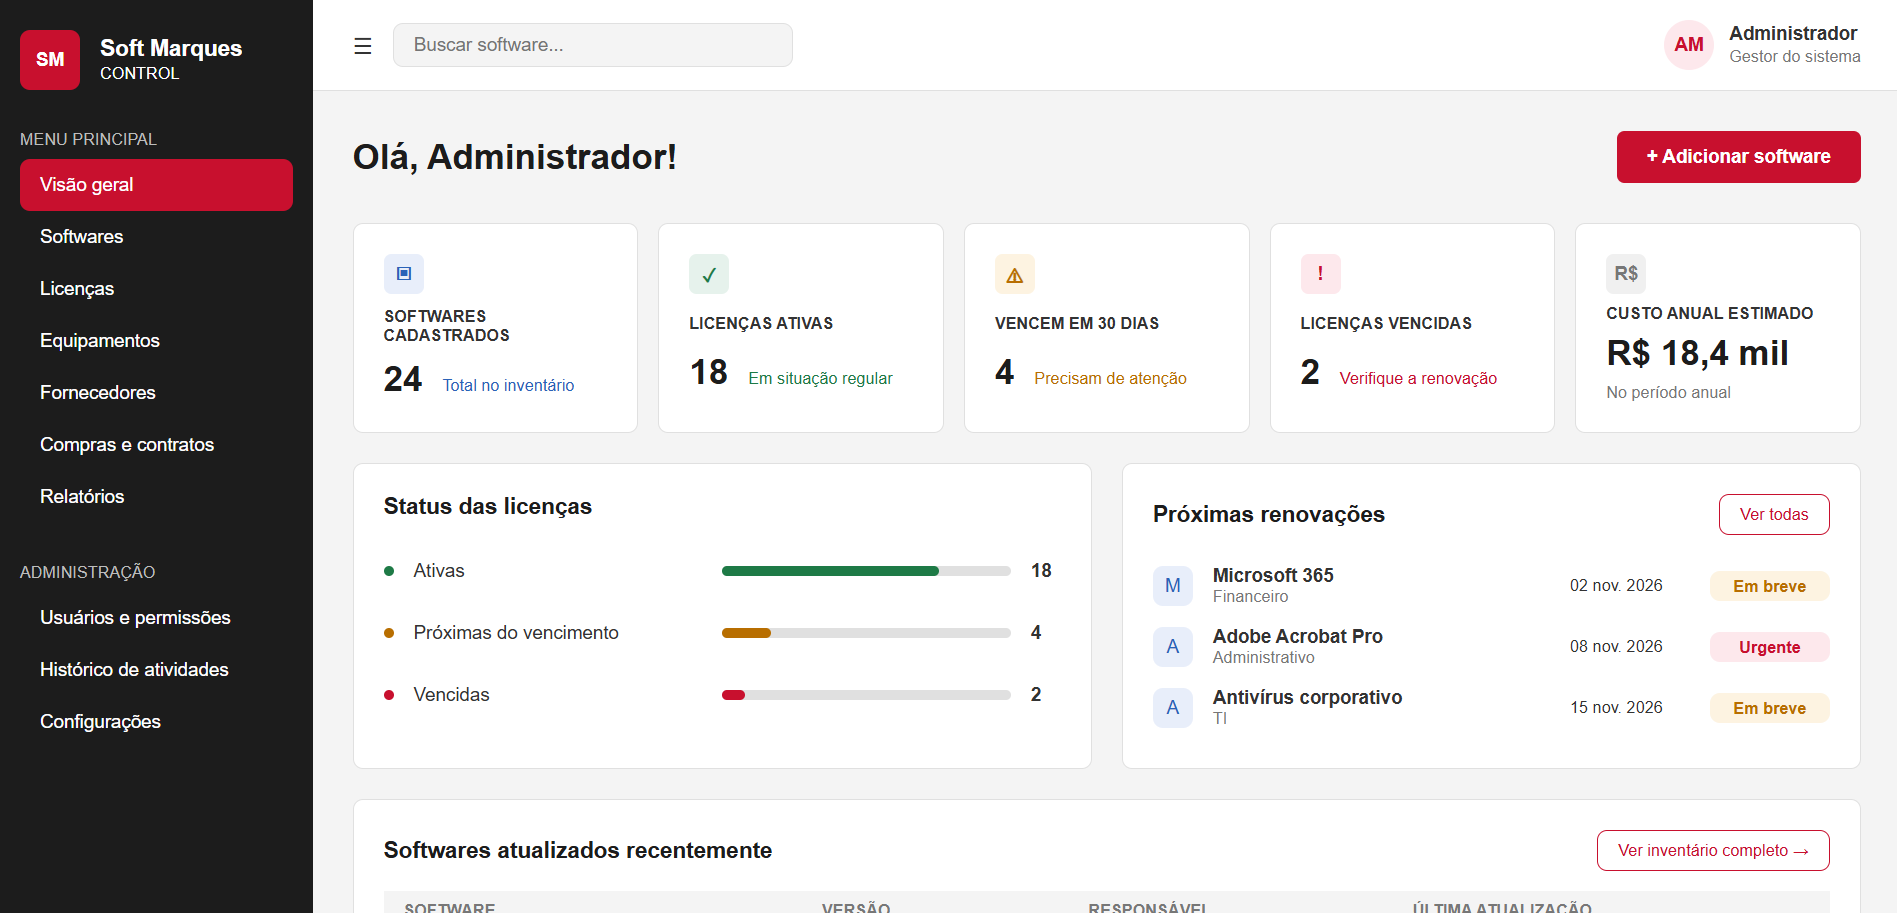 SM
Soft Marques
CONTROL
MENU PRINCIPAL
Visão geral
Softwares
Licenças
Equipamentos
Fornecedores
Compras e contratos
Relatórios
ADMINISTRAÇÃO
Usuários e permissões
Histórico de atividades
Configurações
☰
Buscar software...
AM
Administrador
Gestor do sistema
Olá, Administrador!
+ Adicionar software
SOFTWARES
CADASTRADOS
24 Total no inventário
✓
LICENÇAS ATIVAS
18 Em situação regular
⚠
VENCEM EM 30 DIAS
4 Precisam de atenção
!
LICENÇAS VENCIDAS
2 Verifique a renovação
R$
CUSTO ANUAL ESTIMADO
R$ 18,4 mil
No período anual
Status das licenças
Ativas 18
Próximas do vencimento 4
Vencidas 2
Próximas renovações
Ver todas
M
Microsoft 365
Financeiro
02 nov. 2026
Em breve
A
Adobe Acrobat Pro
Administrativo
08 nov. 2026
Urgente
A
Antivírus corporativo
TI
15 nov. 2026
Em breve
Softwares atualizados recentemente
Ver inventário completo →
SOFTWARE VERSÃO RESPONSÁVEL ÚLTIMA ATUALIZAÇÃO